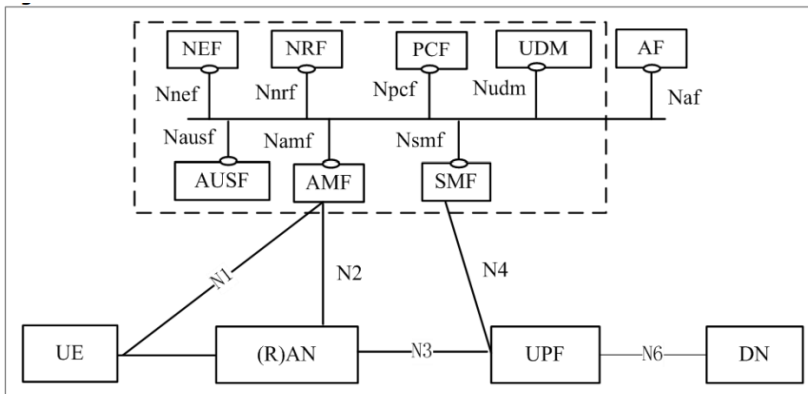 NEF NRF PCF UDM AF
Nnef Nnrf Npcf Nudm Naf
Nausf Namf Nsmf
AUSF AMF SMF
N1 N2 N4
UE (R)AN N3 UPF N6 DN